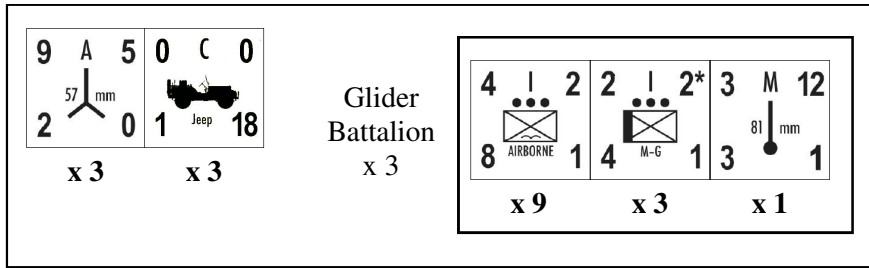 9 A 5
57 mm
2 0
x 3
0 C 0
Jeep
1 18
x 3
Glider
Battalion
x 3
4 I 2
8 AIRBORNE 1
x 9
2 I 2*
4 M-G 1
x 3
3 M 12
81 mm
3 1
x 1